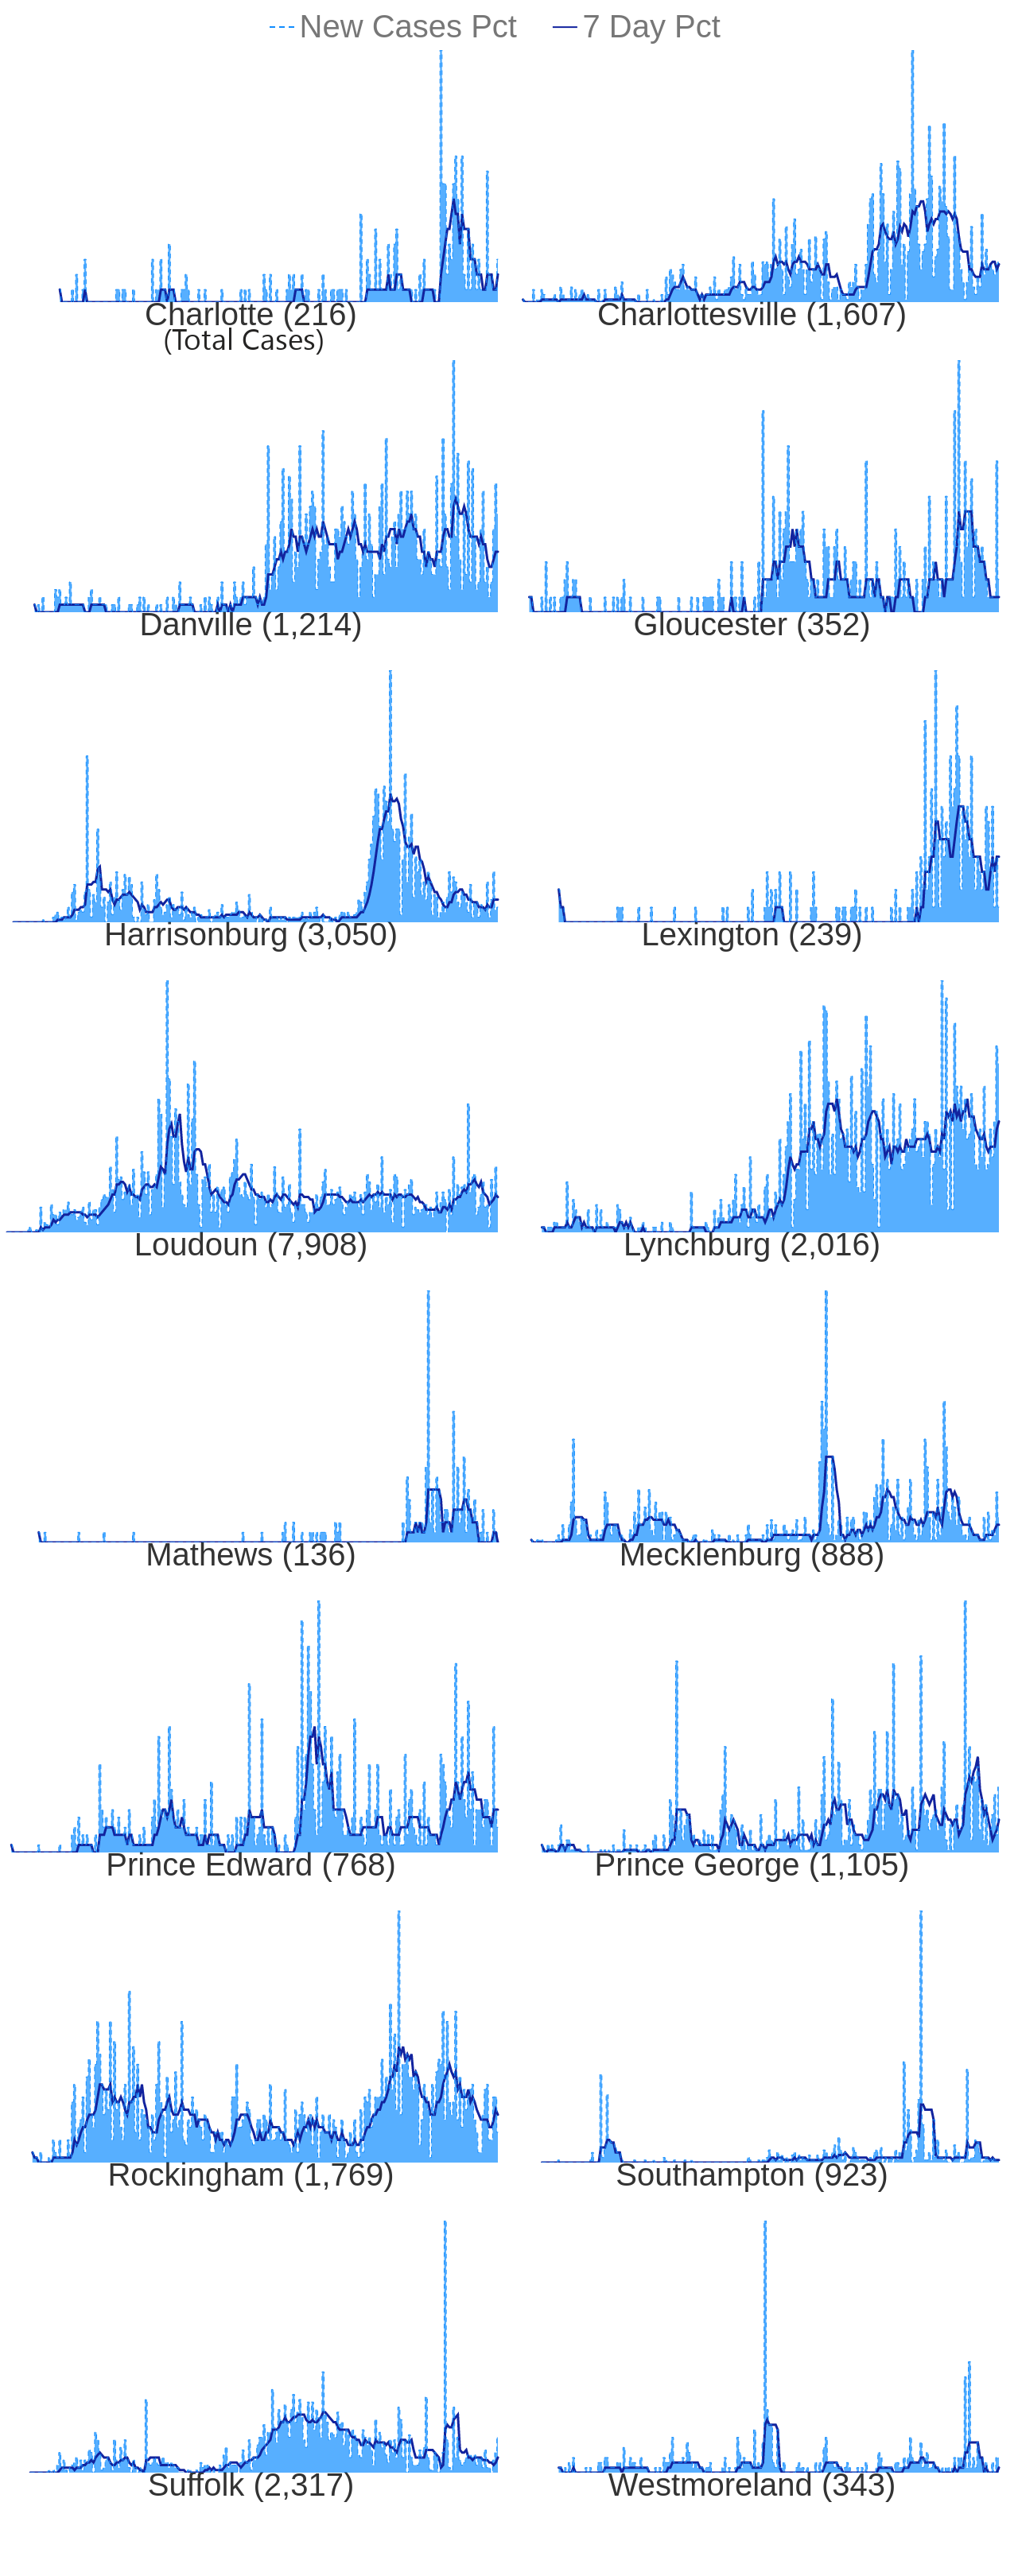 New Cases Pct 7 Day Pct
Charlotte (216) Charlottesville (1,607)
(Total Cases)
Danville (1,214) Gloucester (352)
Harrisonburg (3,050) Lexington (239)
Loudoun (7,908) Lynchburg (2,016)
Mathews (136) Mecklenburg (888)
Prince Edward (768) Prince George (1,105)
Rockingham (1,769) Southampton (923)
Suffolk (2,317) Westmoreland (343)